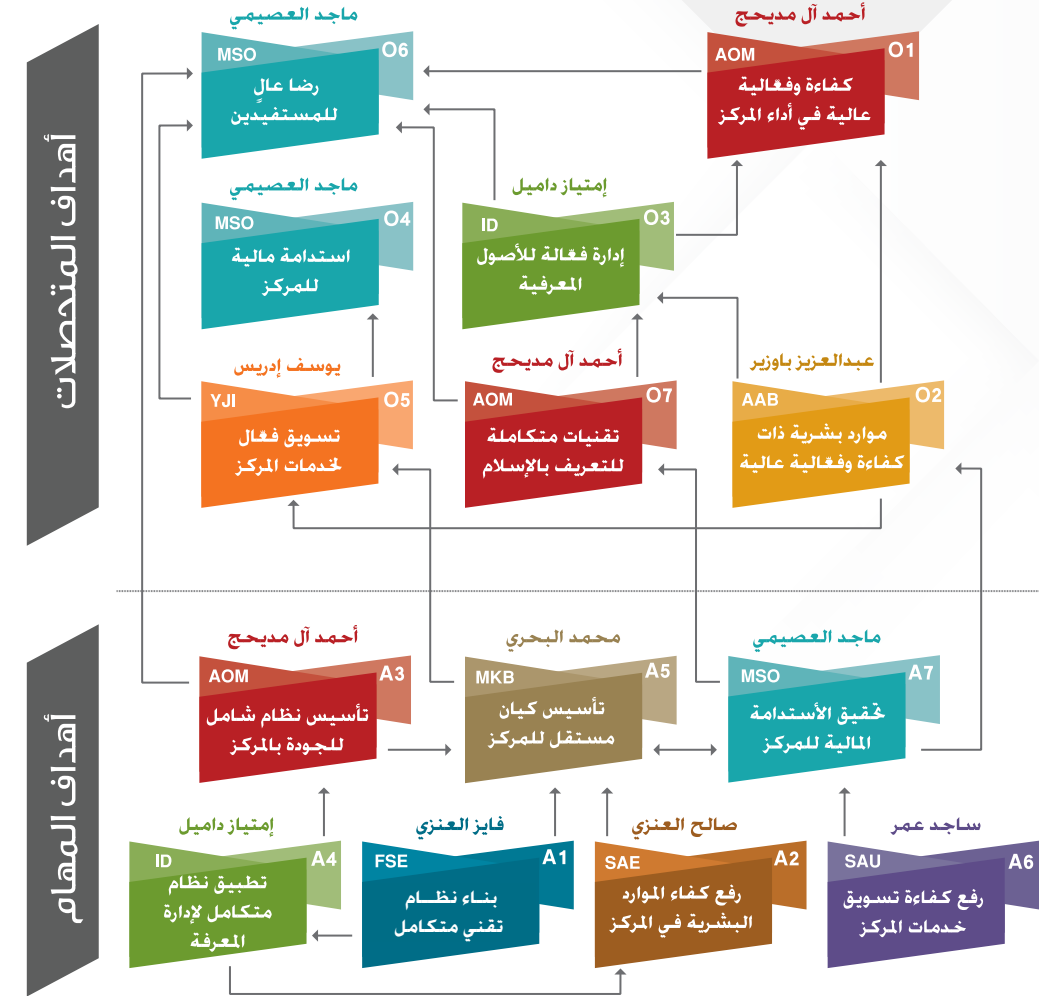 أهداف المتحصلات
أحمد آل مديحج
AOM
O1
كفاءة وفعّالية
عالية في أداء المركز
ماجد العصيمي
MSO
O6
رضا عالٍ
للمستفيدين
إمتياز داميل
ID
O3
إدارة فعّالة للأصول
المعرفية
ماجد العصيمي
MSO
O4
استدامة مالية
للمركز
عبدالعزيز باوزير
AAB
O2
موارد بشرية ذات
كفاءة وفعّالية عالية
أحمد آل مديحج
AOM
O7
تقنيات متكاملة
للتعريف بالإسلام
يوسف إدريس
YJI
O5
تسويق فعّال
لخدمات المركز
أهداف المهام
ماجد العصيمي
MSO
A7
تحقيق الأستدامة
المالية للمركز
محمد البحري
MKB
A5
تأسيس كيان
مستقل للمركز
أحمد آل مديحج
AOM
A3
تأسيس نظام شامل
للجودة بالمركز
ساجد عمر
SAU
A6
رفع كفاءة تسويق
خدمات المركز
صالح العنزي
SAE
A2
رفع كفاء الموارد
البشرية في المركز
فايز العنزي
FSE
A1
بناء نظـــام
تقني متكامل
إمتياز داميل
ID
A4
تطبيق نظام
متكامل لإدارة
المعرفة